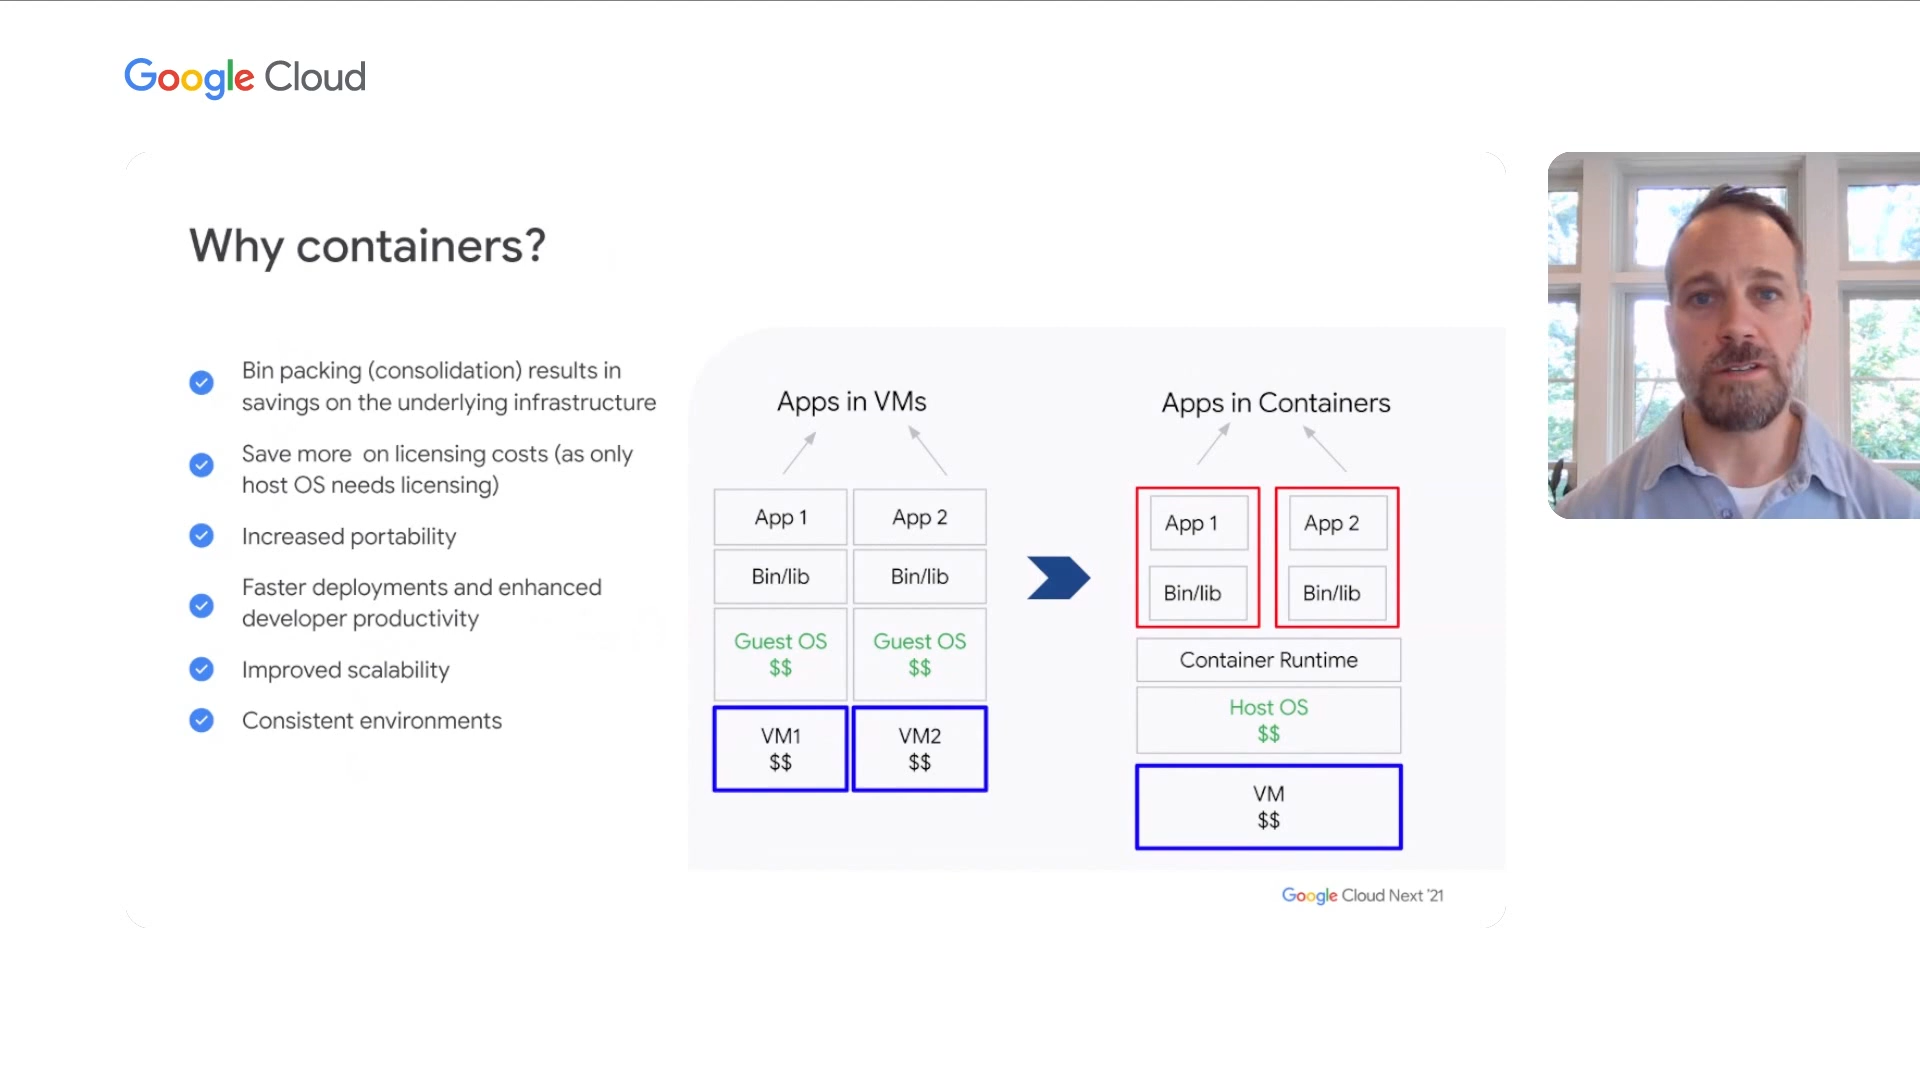 Google Cloud
Why containers?
Bin packing (consolidation) results in
savings on the underlying infrastructure
Save more on licensing costs (as only
host OS needs licensing)
Increased portability
Faster deployments and enhanced
developer productivity
Improved scalability
Consistent environments
Apps in VMs
App 1
App 2
Bin/lib
Bin/lib
Guest OS
$$
Guest OS
$$
VM1
$$
VM2
$$
Apps in Containers
App 1
App 2
Bin/lib
Bin/lib
Container Runtime
Host OS
$$
VM
$$
Google Cloud Next '21